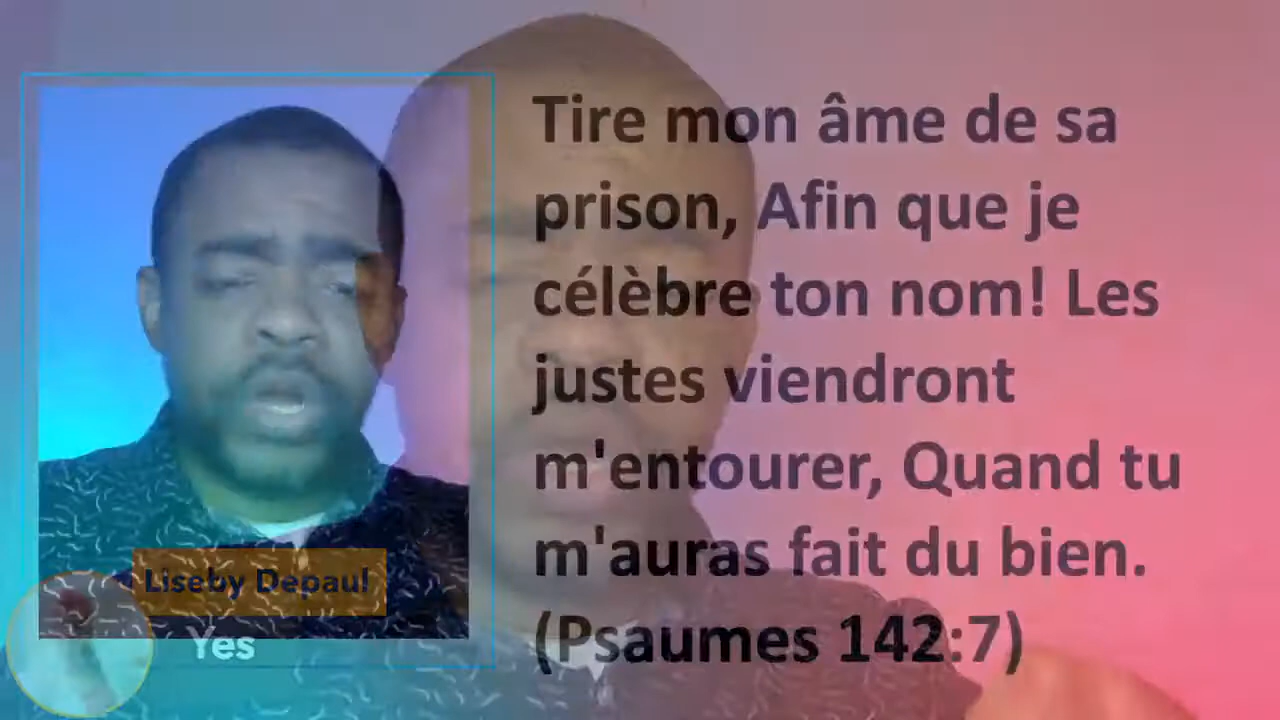 Tire mon âme de sa
prison, Afin que je
célèbre ton nom! Les
justes viendront
m'entourer, Quand tu
m'auras fait du bien.
(Psaumes 142:7)
Liseby Depaul
Yes